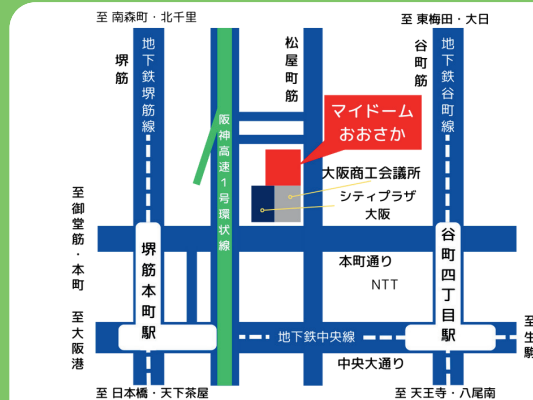 至 南森町・北千里
至 東梅田・大日
堺筋
地下鉄堺筋線
松屋町筋
谷町筋
地下鉄谷町線
阪神高速1号環状線
マイドーム
おおさか
大阪商工会議所
シティプラザ
大阪
至御堂筋・本町
堺筋本町駅
本町通り
谷町四丁目駅
NTT
至大阪港
地下鉄中央線
至生駒
中央大通り
至 日本橋・天下茶屋
至 天王寺・八尾南